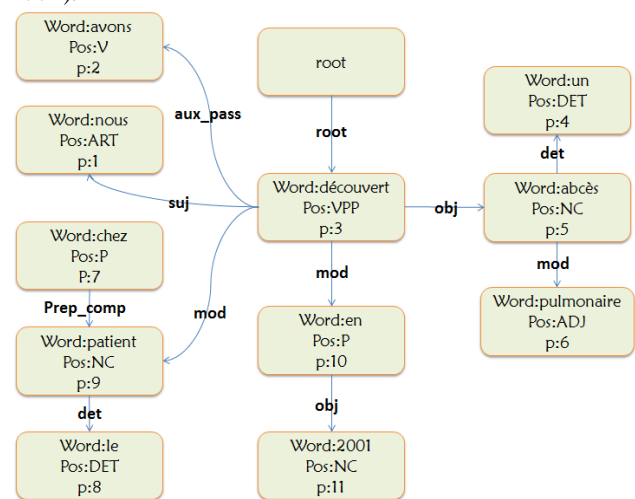 Word:avons
Pos:V
p:2
root
Word:un
Pos:DET
p:4
aux_pass
Word:nous
Pos:ART
p:1
root
det
suj
Word:découvert
Pos:VPP
p:3
obj
Word:abcès
Pos:NC
p:5
Word:chez
Pos:P
P:7
mod
mod
Prep_comp
mod
Word:pulmonaire
Pos:ADJ
p:6
Word:patient
Pos:NC
p:9
Word:en
Pos:P
p:10
det
obj
Word:le
Pos:DET
p:8
Word:2001
Pos:NC
p:11